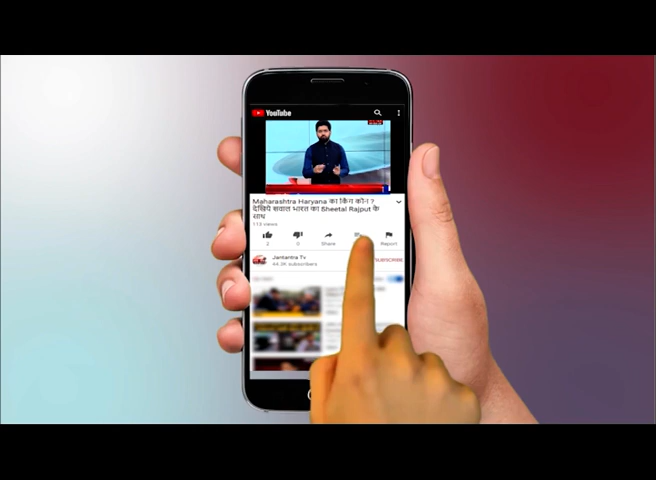 YouTube
Maharashtra Haryana का किंग कौन ?
देखिये सवाल भारत का Sheetal Rajput के
साथ
113 views
2 0 Share Report
Jantantra Tv
44.3K subscribers
SUBSCRIBE